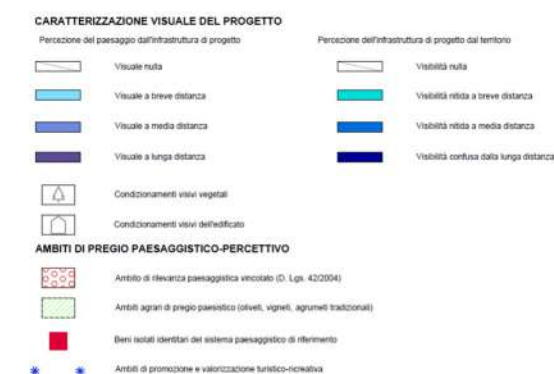 CARATTERIZZAZIONE VISUALE DEL PROGETTO
Percezione del paesaggio dall'infrastruttura di progetto
Percezione dell'infrastruttura di progetto dal territorio
Visuale nulla
Visibilità nulla
Visuale a breve distanza
Visibilità nitida a breve distanza
Visuale a media distanza
Visibilità nitida a media distanza
Visuale a lunga distanza
Visibilità confusa dalla lunga distanza
Condizionamenti visivi vegetali
Condizionamenti visivi dell'edificato
AMBITI DI PREGIO PAESAGGISTICO-PERCETTIVO
Ambito di rilevanza paesaggistica vincolato (D. Lgs. 42/2004)
Ambiti agrari di pregio paesistico (oliveti, vigneti, agrumeti tradizionali)
Beni isolati identitari del sistema paesaggistico di riferimento
Ambiti di promozione e valorizzazione turistico-ricreativa